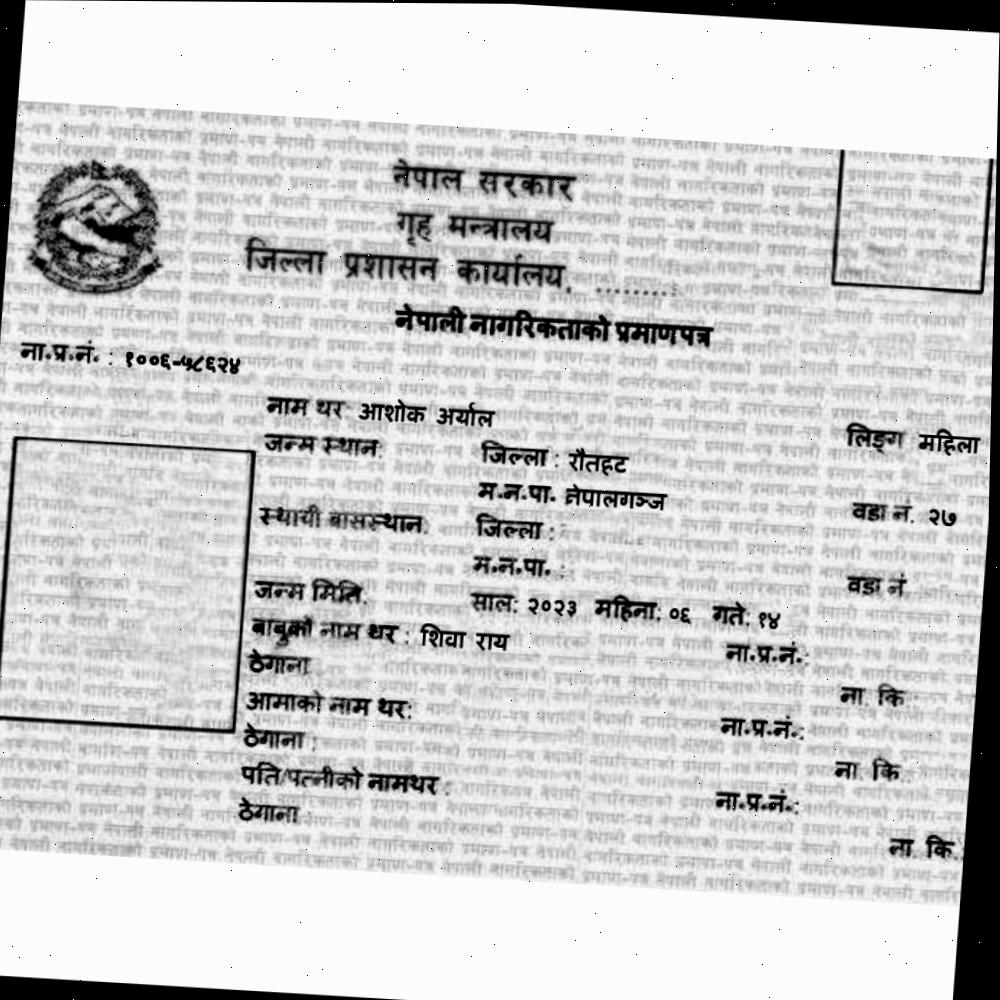 नेपाल सरकार
गृह मन्त्रालय
जिल्ला प्रशासन कार्यालय, .........
नेपाली नागरिकताको प्रमाणपत्र
ना.प्र.नं. : १००६-५८६२४
नाम थर: आशोक अर्याल
लिङ्ग महिला
जन्म स्थान: जिल्ला : रौतहट
म.न.पा. नेपालगञ्ज वडा नं. २७
स्थायी बासस्थान: जिल्ला :
म.न.पा. : वडा नं
जन्म मिति: साल: २०२३ महिना: ०६ गते: १४
बाबुको नाम थर : शिवा राय ना.प्र.नं.:
ठेगाना ना. कि :
आमाको नाम थर: ना.प्र.नं.:
ठेगाना : ना. कि
पति/पत्नीको नामथर : ना.प्र.नं.:
ठेगाना : ना. कि.